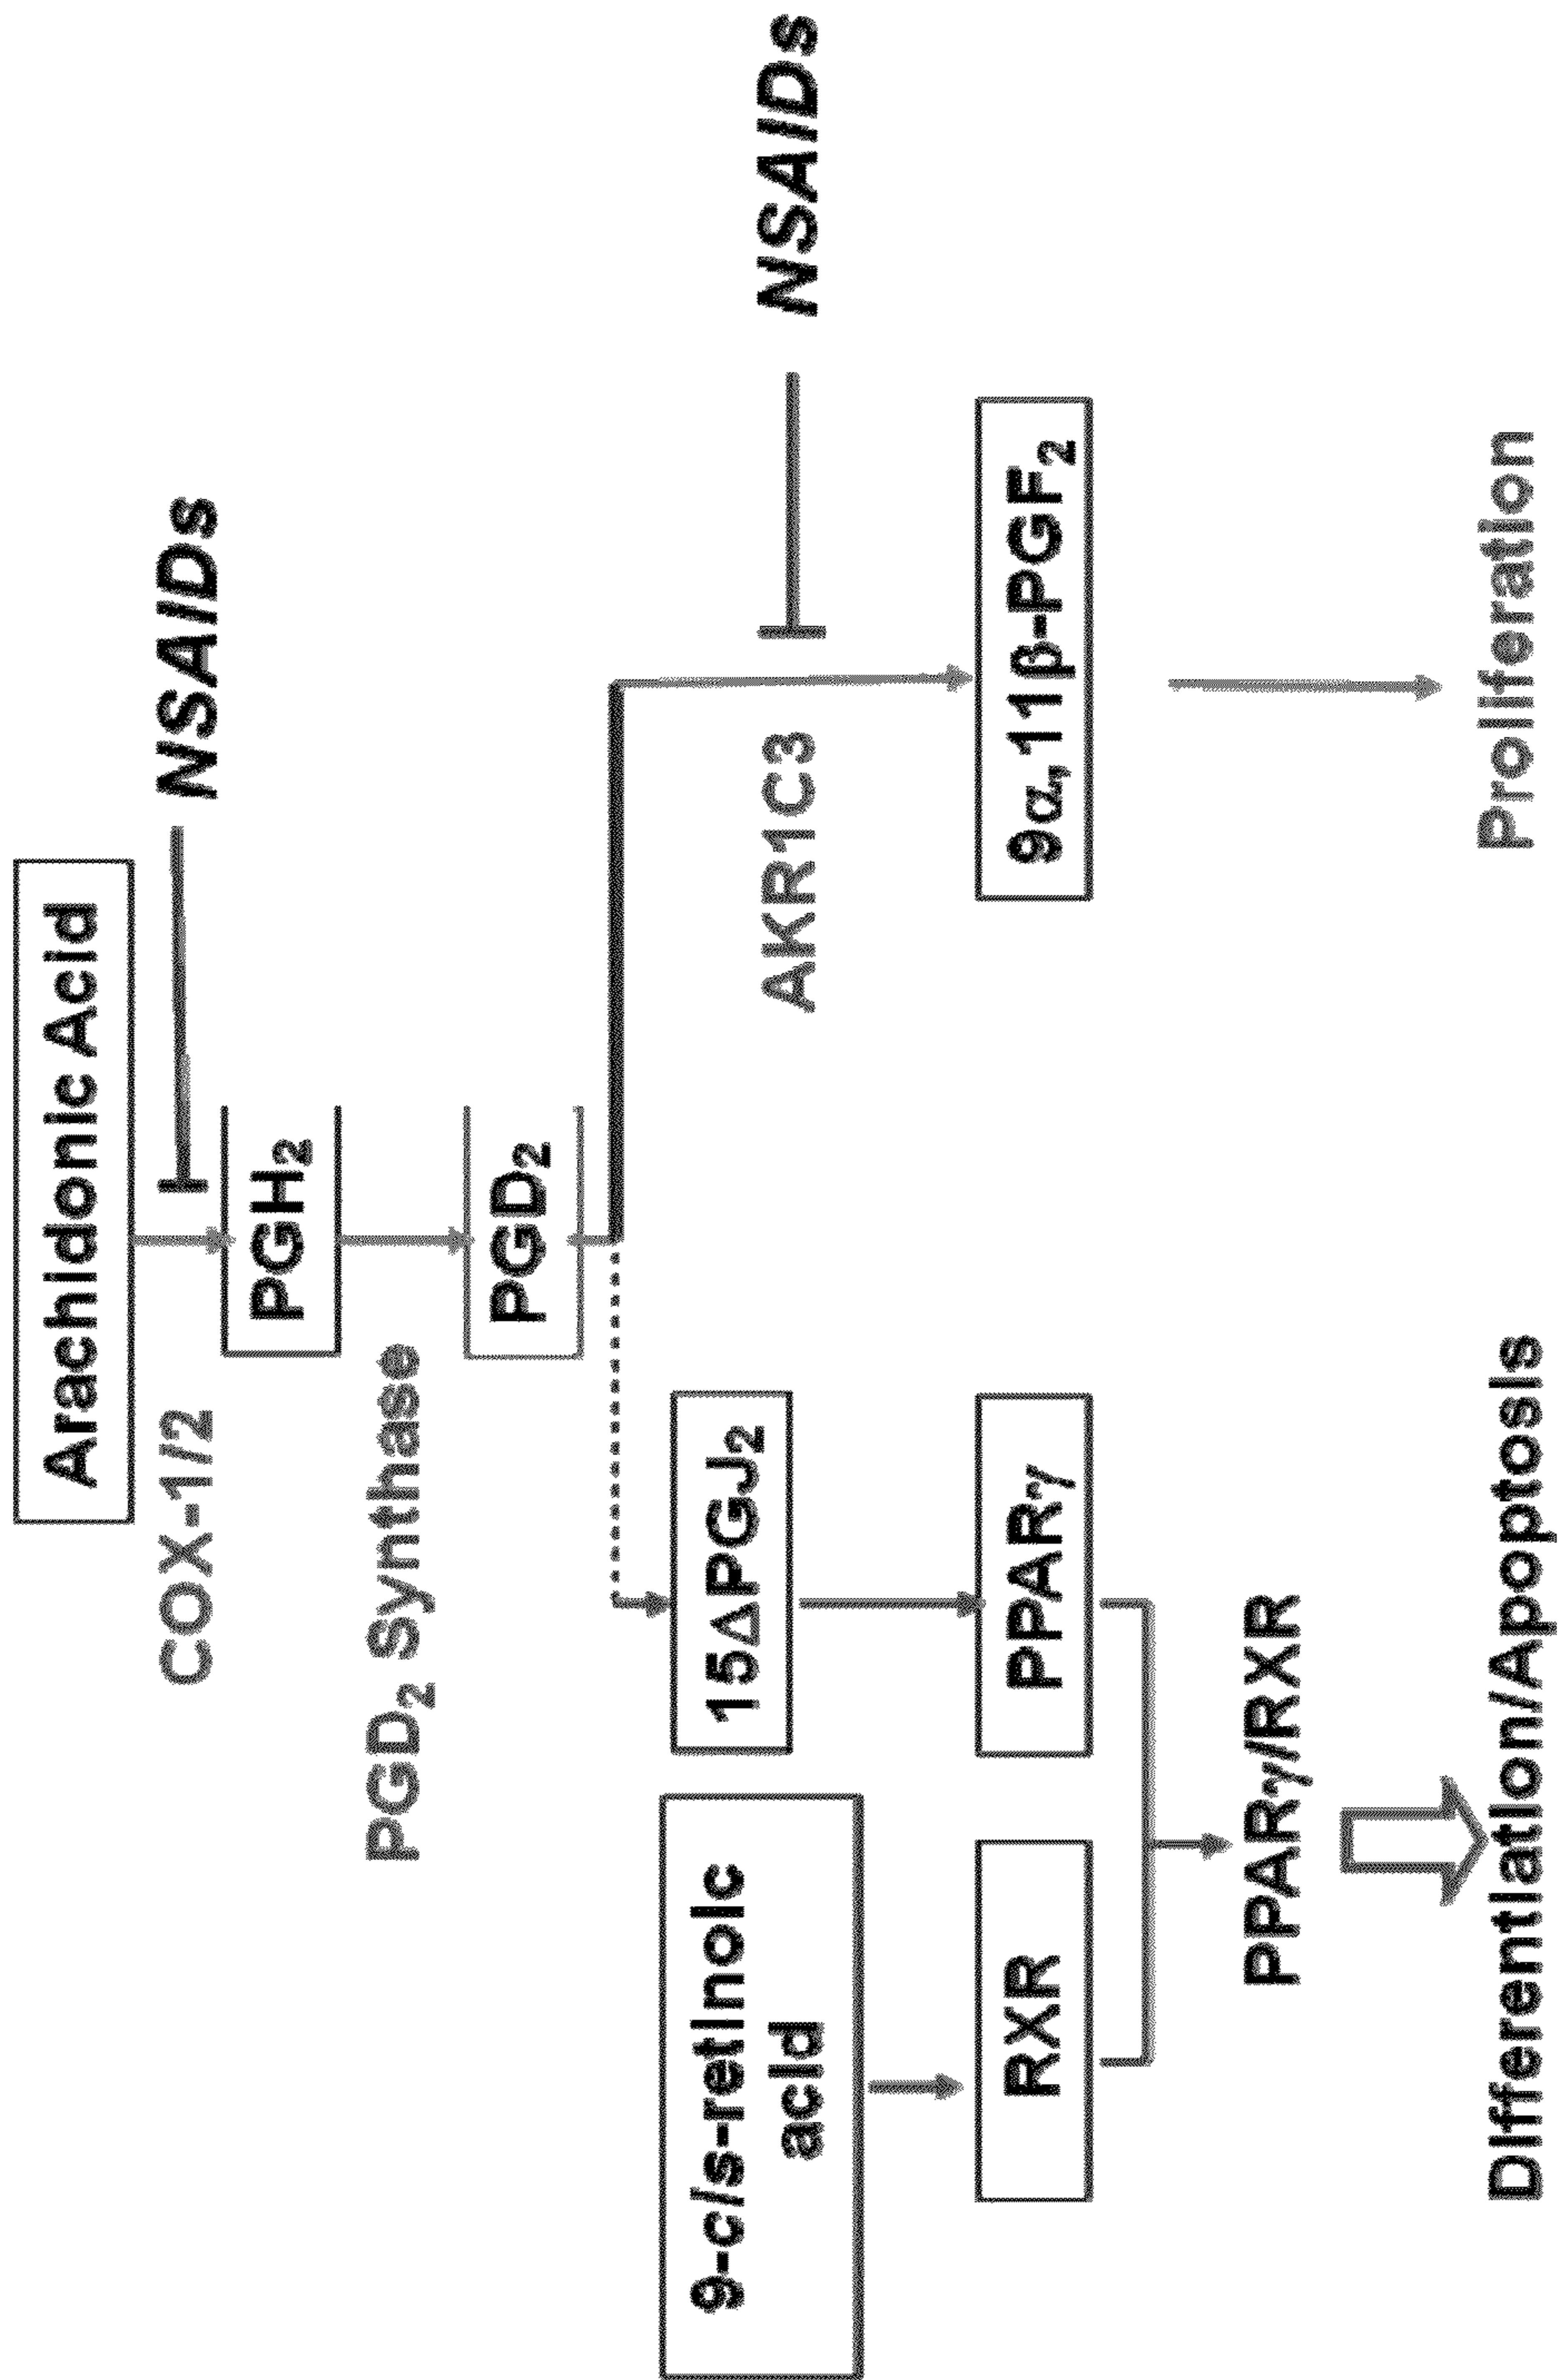 Arachidonic Acid
COX-1/2
NSAIDs
PGH₂
PGD₂ Synthase
PGD₂
15ΔPGJ₂
9-cis-retinoic
acid
AKR1C3
NSAIDs
RXR
PPARγ
9α,11β-PGF₂
PPARγ/RXR
Differentiation/Apoptosis
Proliferation